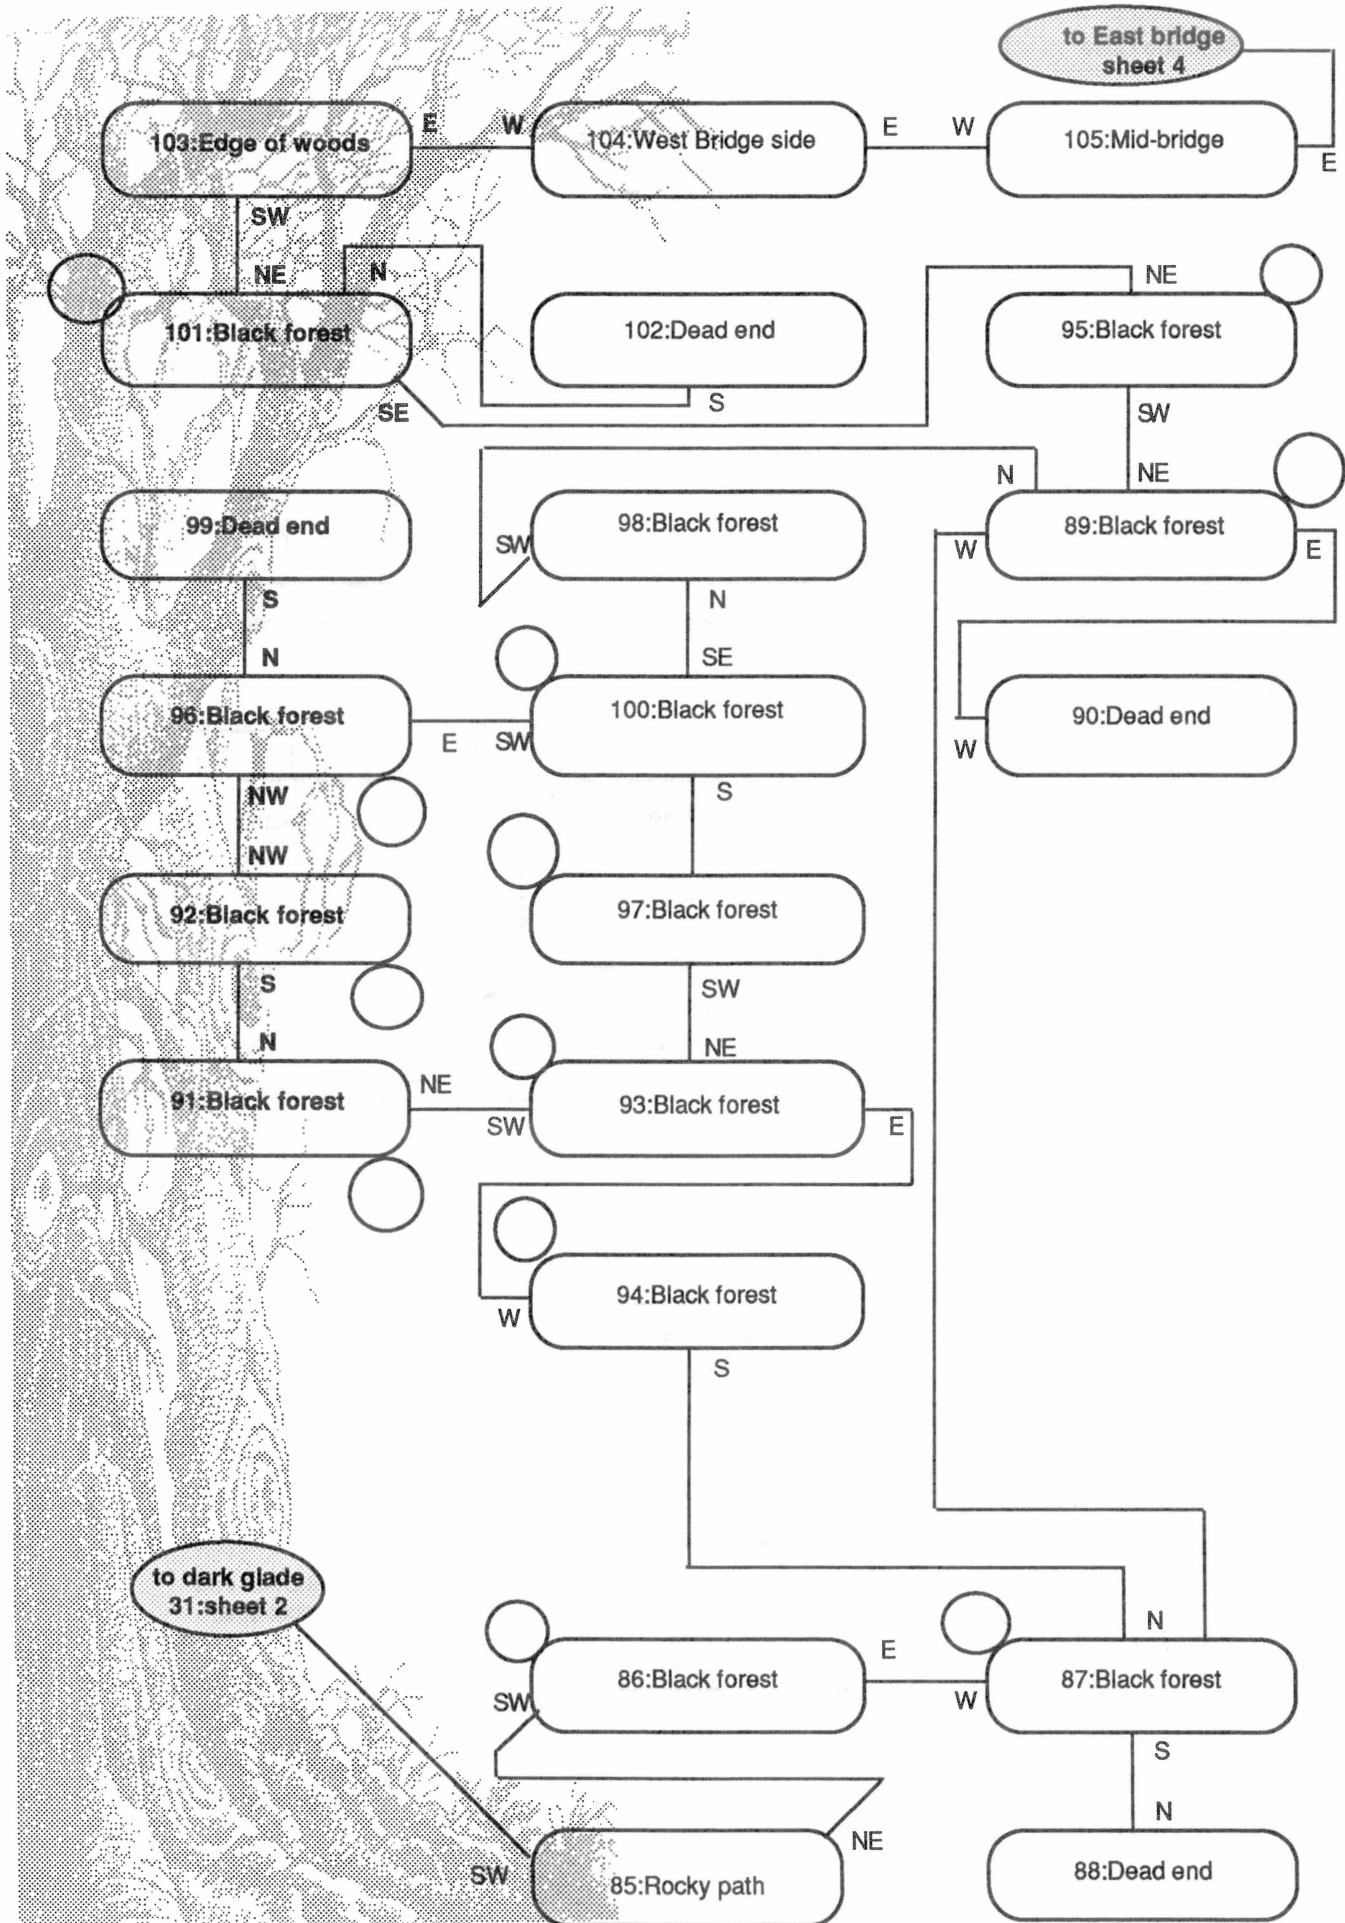 to East bridge
sheet 4
103:Edge of woods
E
W
104:West Bridge side
E
W
105:Mid-bridge
E
SW
NE
N
NE
101:Black forest
102:Dead end
95:Black forest
SE
S
SW
N
NE
99:Dead end
98:Black forest
89:Black forest
SW
W
E
S
N
N
SE
96:Black forest
100:Black forest
90:Dead end
E
SW
W
NW
S
NW
92:Black forest
97:Black forest
S
SW
N
NE
91:Black forest
NE
SW
93:Black forest
E
94:Black forest
W
S
to dark glade
31:sheet 2
N
86:Black forest
E
87:Black forest
SW
W
S
N
NE
SW
85:Rocky path
88:Dead end